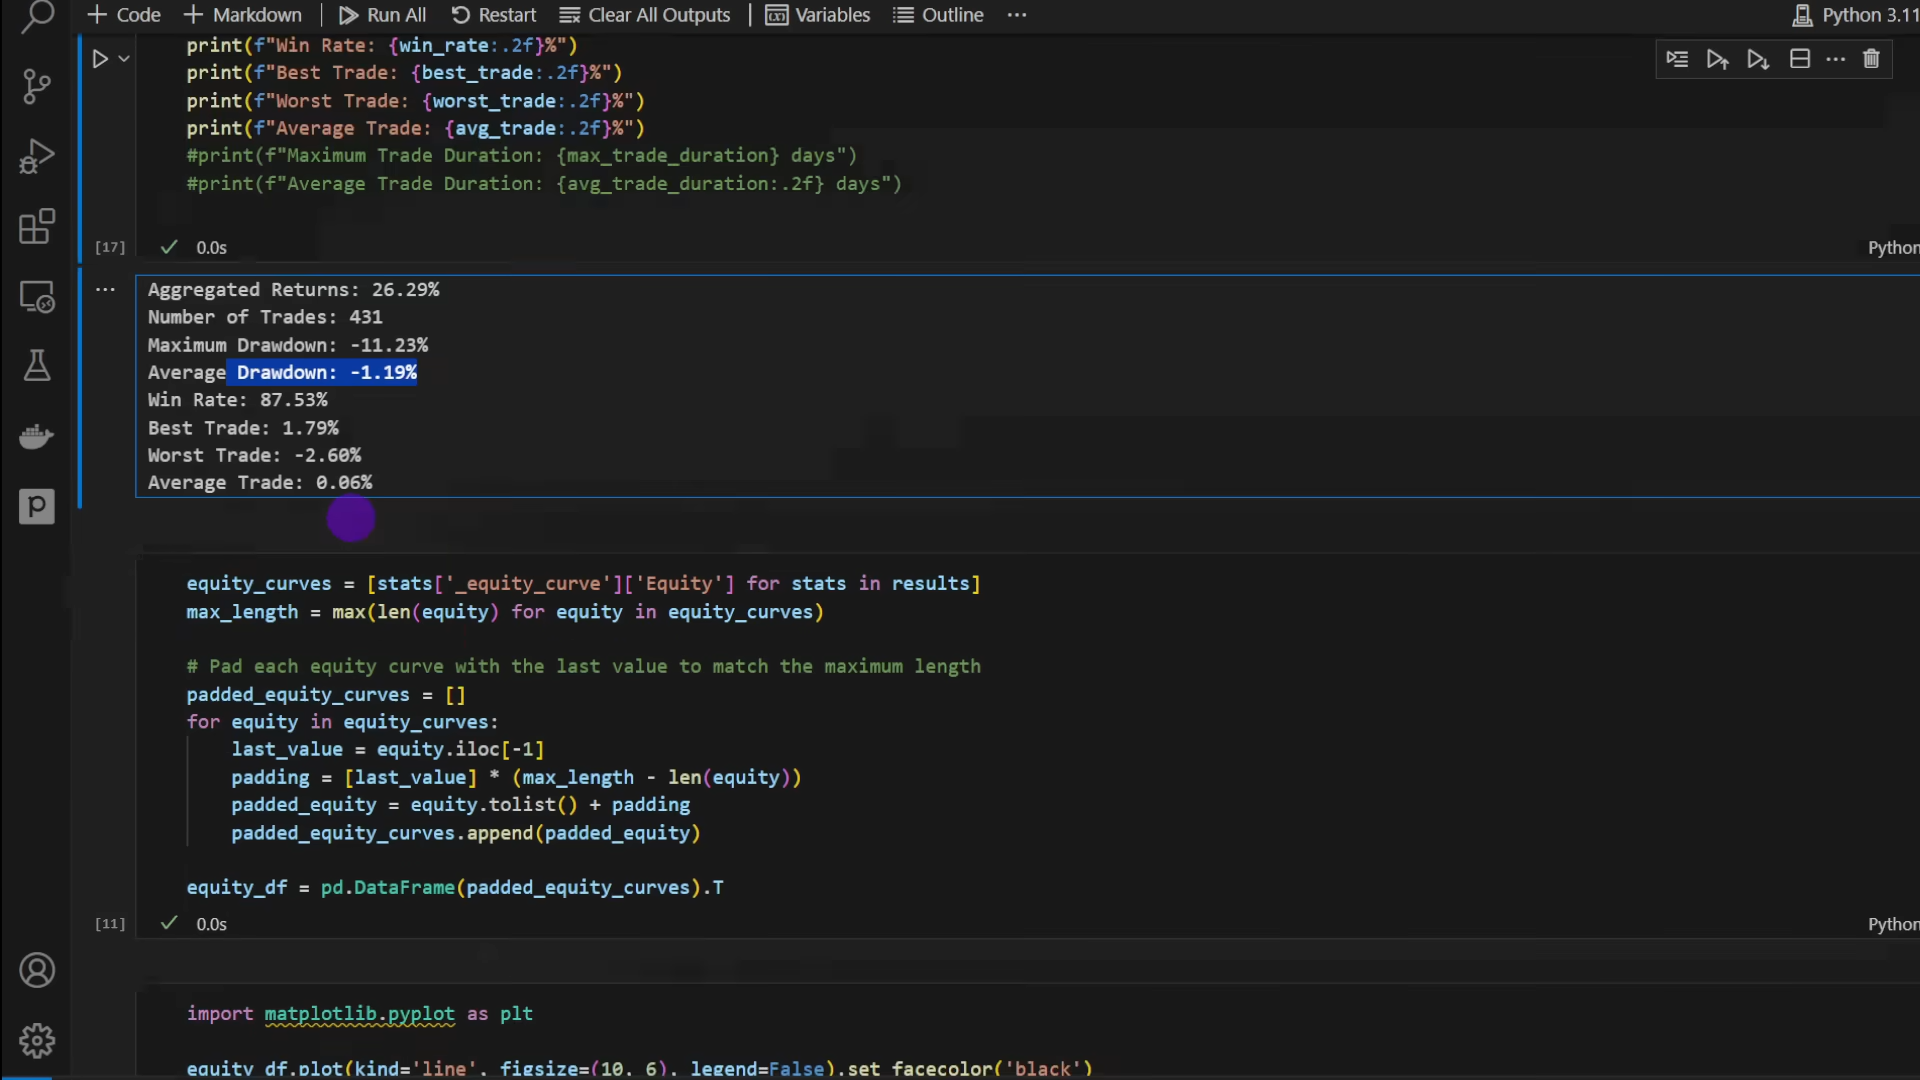 Code Markdown Run All Restart Clear All Outputs Variables Outline ... Python 3.11
print(f"Win Rate: {win_rate:.2f}%")
print(f"Best Trade: {best_trade:.2f}%")
print(f"Worst Trade: {worst_trade:.2f}%")
print(f"Average Trade: {avg_trade:.2f}%")
#print(f"Maximum Trade Duration: {max_trade_duration} days")
#print(f"Average Trade Duration: {avg_trade_duration:.2f} days")
[17] 0.0s Python
Aggregated Returns: 26.29%
Number of Trades: 431
Maximum Drawdown: -11.23%
Average Drawdown: -1.19%
Win Rate: 87.53%
Best Trade: 1.79%
Worst Trade: -2.60%
Average Trade: 0.06%
equity_curves = [stats['_equity_curve']['Equity'] for stats in results]
max_length = max(len(equity) for equity in equity_curves)
# Pad each equity curve with the last value to match the maximum length
padded_equity_curves = []
for equity in equity_curves:
last_value = equity.iloc[-1]
padding = [last_value] * (max_length - len(equity))
padded_equity = equity.tolist() + padding
padded_equity_curves.append(padded_equity)
equity_df = pd.DataFrame(padded_equity_curves).T
[11] 0.0s Python
import matplotlib.pyplot as plt
equity_df.plot(kind='line', figsize=(10, 6), legend=False).set_facecolor('black')